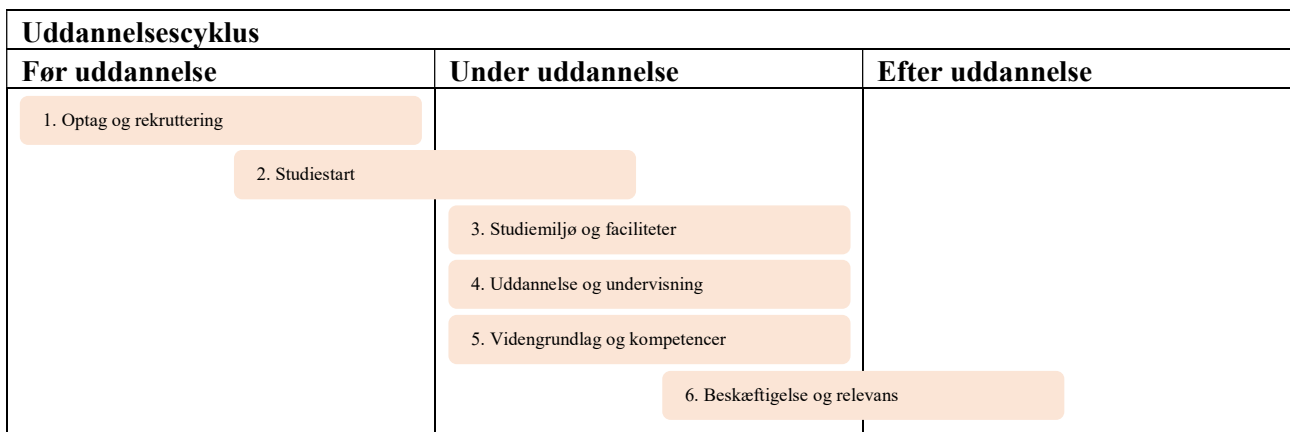 Uddannelsescyklus
Før uddannelse Under uddannelse Efter uddannelse
1. Optag og rekruttering
2. Studiestart
3. Studiemiljø og faciliteter
4. Uddannelse og undervisning
5. Videngrundlag og kompetencer
6. Beskæftigelse og relevans